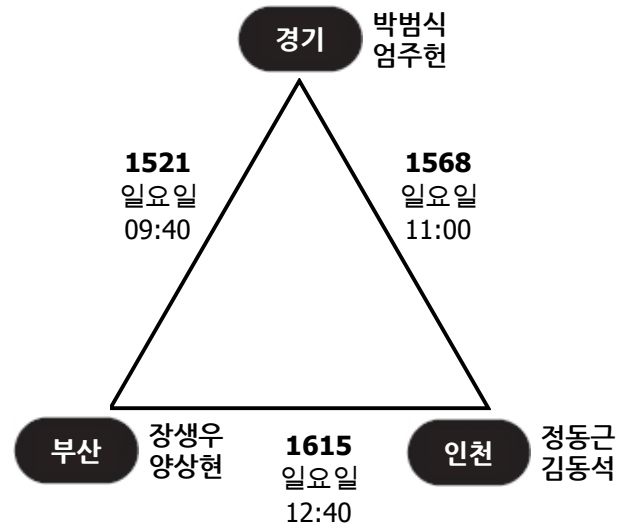 경기
박범식
엄주헌
1521
일요일
09:40
1568
일요일
11:00
부산
장생우
양상현
1615
일요일
12:40
인천
정동근
김동석